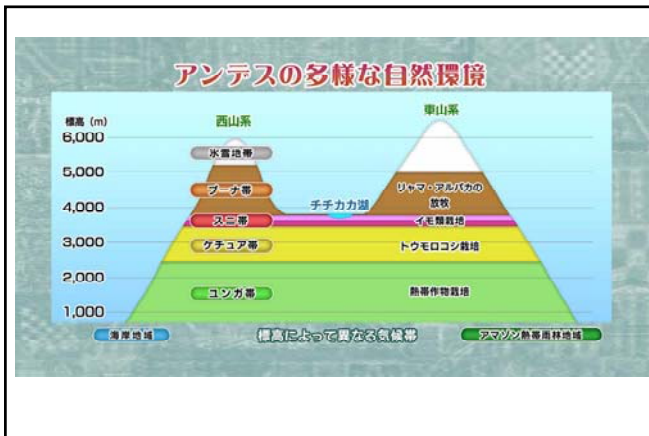 アンデスの多様な自然環境
標高（m）
西山系
東山系
6,000
氷雪地帯
5,000
プーナ帯
リャマ・アルパカの
放牧
4,000
チチカカ湖
スニ帯
イモ類栽培
3,000
ケチュア帯
トウモロコシ栽培
2,000
ユンガ帯
熱帯作物栽培
1,000
海岸地域
標高によって異なる気候帯
アマゾン熱帯雨林地域